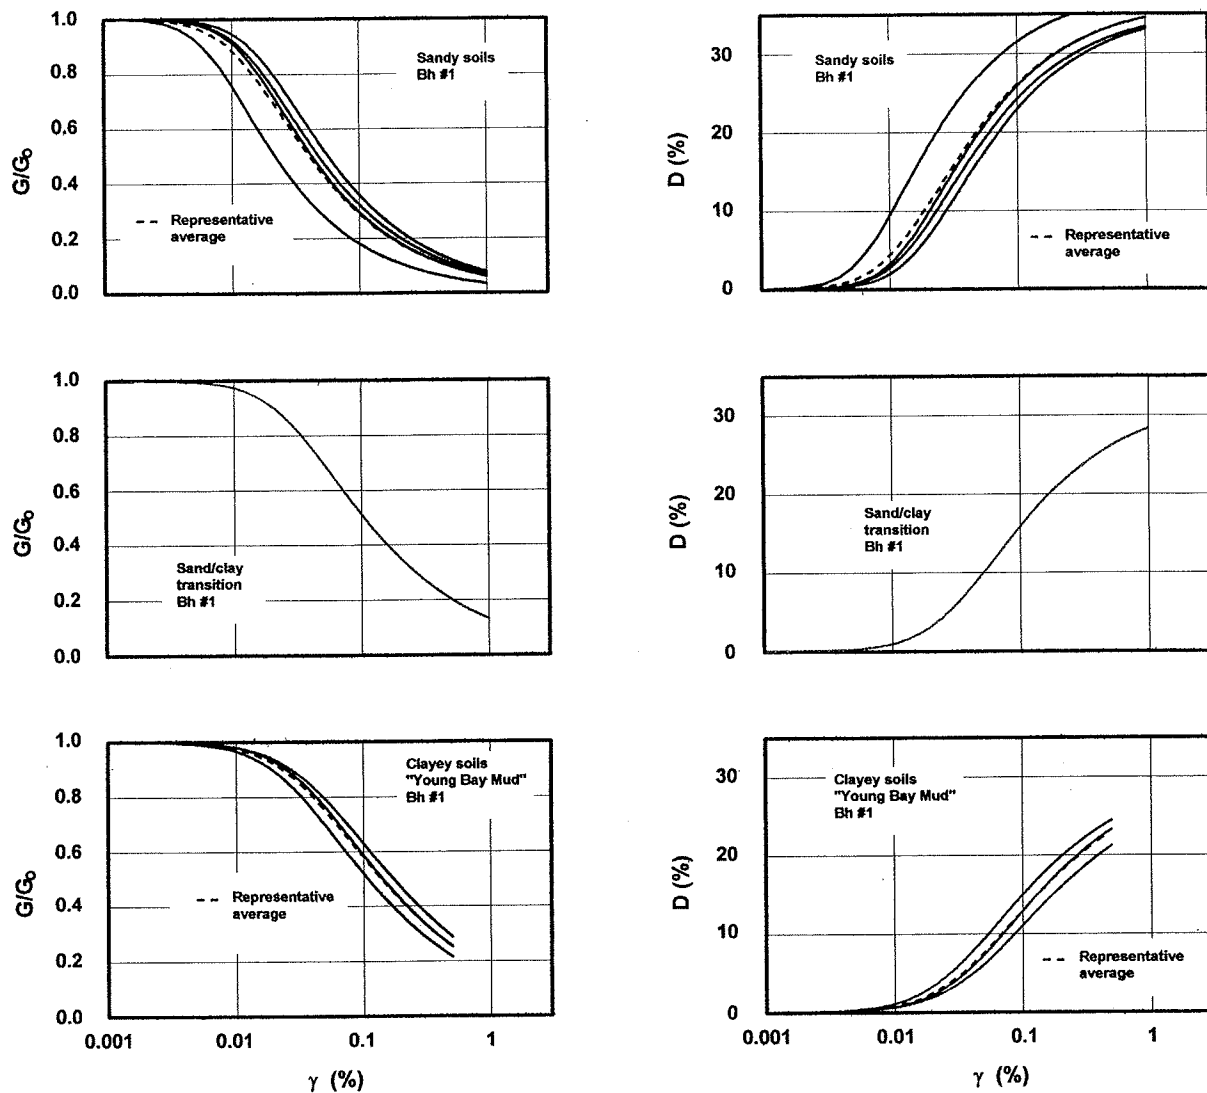 1.0
0.8
0.6
0.4
0.2
0.0
G/Go
Sandy soils
Bh #1
Representative
average
30
20
10
0
D (%)
Sandy soils
Bh #1
Representative
average
1.0
0.8
0.6
0.4
0.2
0.0
G/Go
Sand/clay
transition
Bh #1
30
20
10
0
D (%)
Sand/clay
transition
Bh #1
1.0
0.8
0.6
0.4
0.2
0.0
G/Go
Clayey soils
"Young Bay Mud"
Bh #1
Representative
average
0.001 0.01 0.1 1
γ (%)
30
20
10
0
D (%)
Clayey soils
"Young Bay Mud"
Bh #1
Representative
average
0.001 0.01 0.1 1
γ (%)